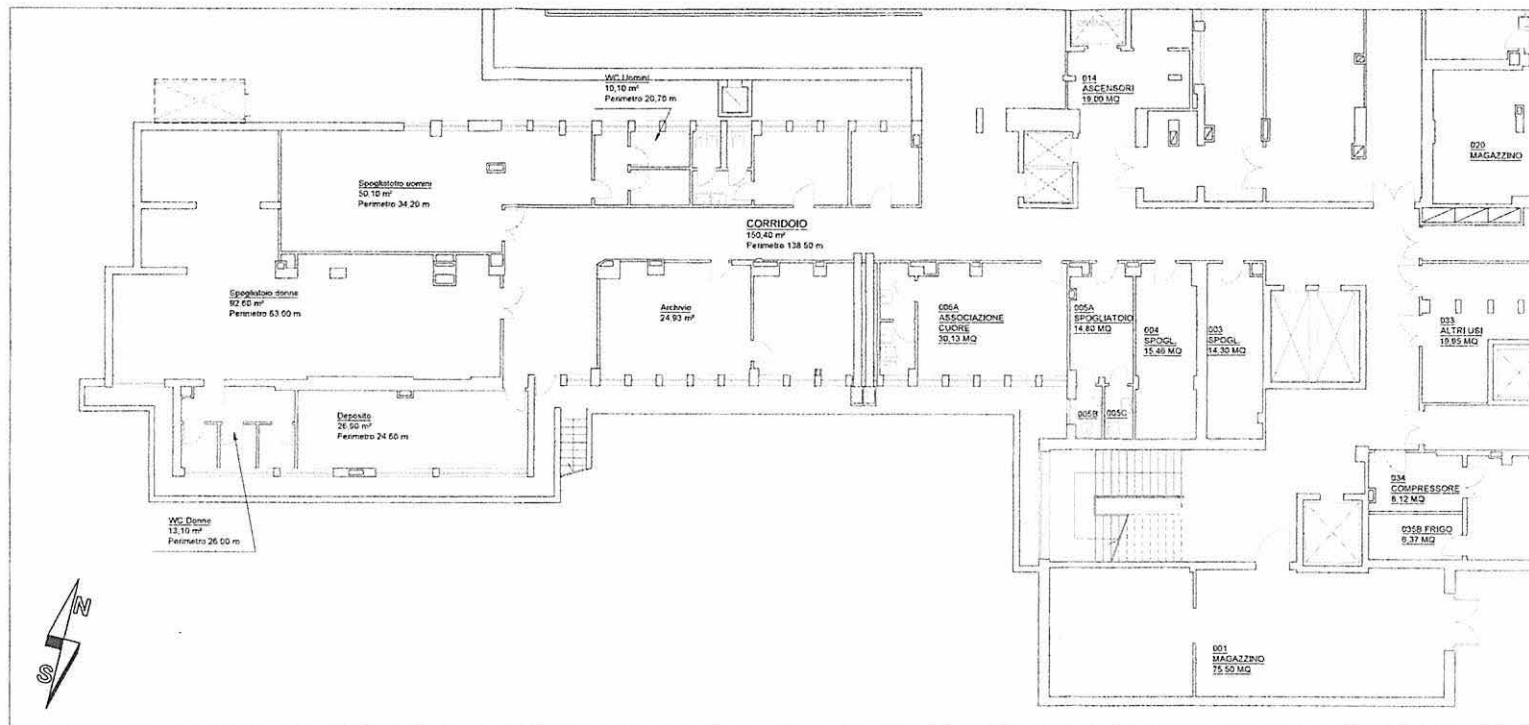 WC Uomini
10,10 m²
Perimetro 20,70 m
014
ASCENSORI
19.00 MQ
020
MAGAZZINO
Spogliatoio uomini
50,10 m²
Perimetro 34,20 m
CORRIDOIO
150,40 m²
Perimetro 138.50 m
Spogliatoio donne
92.60 m²
Perimetro 53.00 m
Archivio
24.93 m²
006A
ASSOCIAZIONE
CUORE
30,13 MQ
005A
SPOGLIATOIO
14.80 MQ
004
SPOGL.
15.46 MQ
003
SPOGL.
14.30 MQ
033
ALTRI USI
19.95 MQ
005B
005C
Deposito
26.90 m²
Perimetro 24.60 m
034
COMPRESSORE
8.12 MQ
035B FRIGO
6.37 MQ
WC Donne
13,10 m²
Perimetro 26.00 m
N
S
001
MAGAZZINO
75.50 MQ